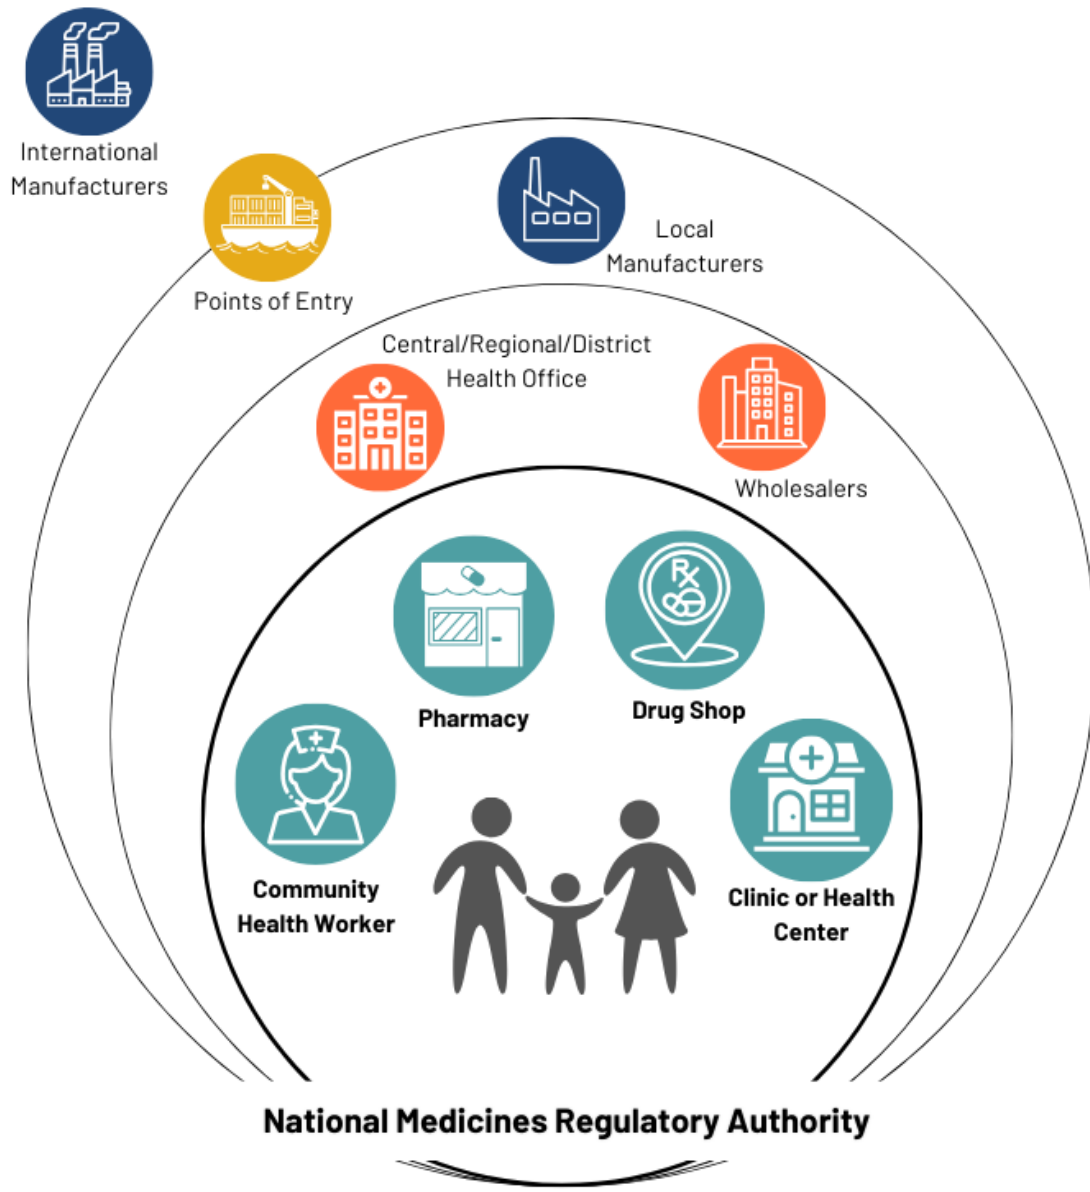 International
Manufacturers
Points of Entry
Local
Manufacturers
Central/Regional/District
Health Office
Wholesalers
Rx
Pharmacy
Drug Shop
Community
Health Worker
Clinic or Health
Center
National Medicines Regulatory Authority